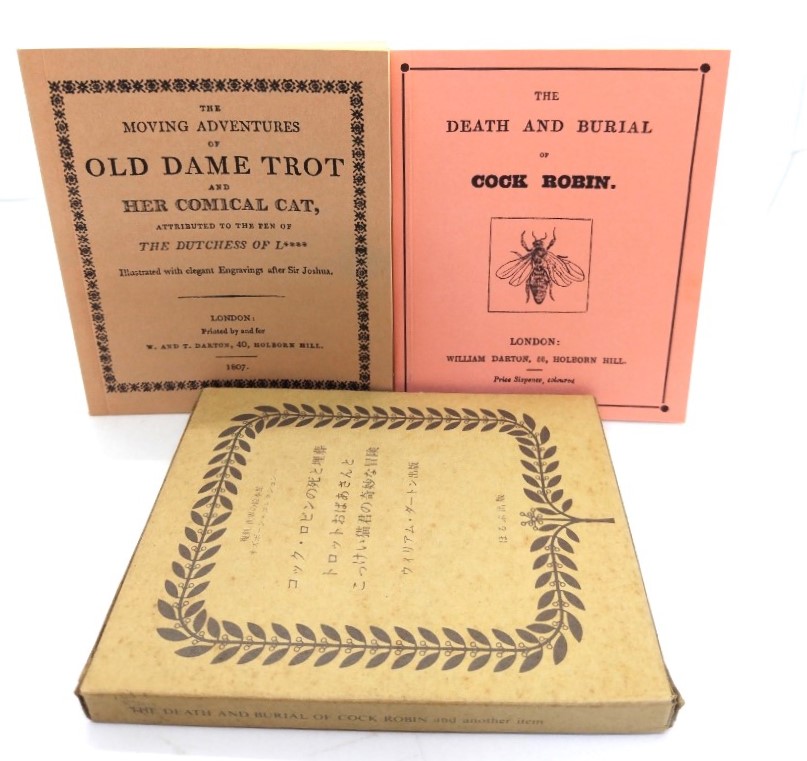 THE
MOVING ADVENTURES
OF
OLD DAME TROT
AND
HER COMICAL CAT,
ATTRIBUTED TO THE PEN OF
THE DUTCHESS OF L****
Illustrated with elegant Engravings after Sir Joshua.
LONDON:
Printed by and for
W. AND T. DARTON, 40, HOLBORN HILL.
1807.
THE
DEATH AND BURIAL
OF
COCK ROBIN.
LONDON:
WILLIAM DARTON, 58, HOLBORN HILL.
Price Sixpence, coloured
コック・ロビンの死と埋葬
トロットおばあさんと
こっけい猫君の奇妙な冒険
ウィリアム・ダートン出版
ほるぷ出版
THE DEATH AND BURIAL OF COCK ROBIN and another item